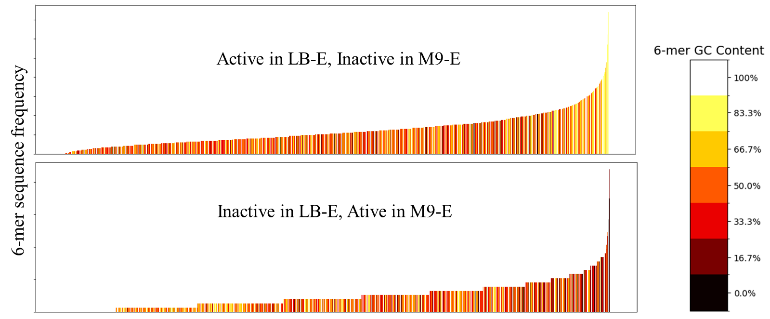 6-mer sequence frequency
Active in LB-E, Inactive in M9-E
Inactive in LB-E, Ative in M9-E
6-mer GC Content
100%
83.3%
66.7%
50.0%
33.3%
16.7%
0.0%